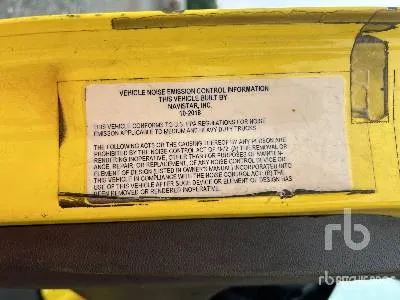 VEHICLE NOISE EMISSION CONTROL INFORMATION
THIS VEHICLE BUILT BY
NAVISTAR, INC.
10-2018
THIS VEHICLE CONFORMS TO U.S. EPA REGULATIONS FOR NOISE
EMISSION APPLICABLE TO MEDIUM AND HEAVY DUTY TRUCKS.
THE FOLLOWING ACTS OR THE CAUSING THEREOF BY ANY PERSON ARE
PROHIBITED BY THE NOISE CONTROL ACT OF 1972: (A) THE REMOVAL OR
RENDERING INOPERATIVE, OTHER THAN FOR PURPOSES OF MAINTEN-
ANCE, REPAIR, OR REPLACEMENT, OF ANY NOISE CONTROL DEVICE OR
ELEMENT OF DESIGN (LISTED IN OWNER'S MANUAL) INCORPORATED INTO
THIS VEHICLE IN COMPLIANCE WITH THE NOISE CONTROL ACT; (B) THE
USE OF THIS VEHICLE AFTER SUCH DEVICE OR ELEMENT OF DESIGN HAS
BEEN REMOVED OR RENDERED INOPERATIVE.
rb
rb RITCHIE BROS